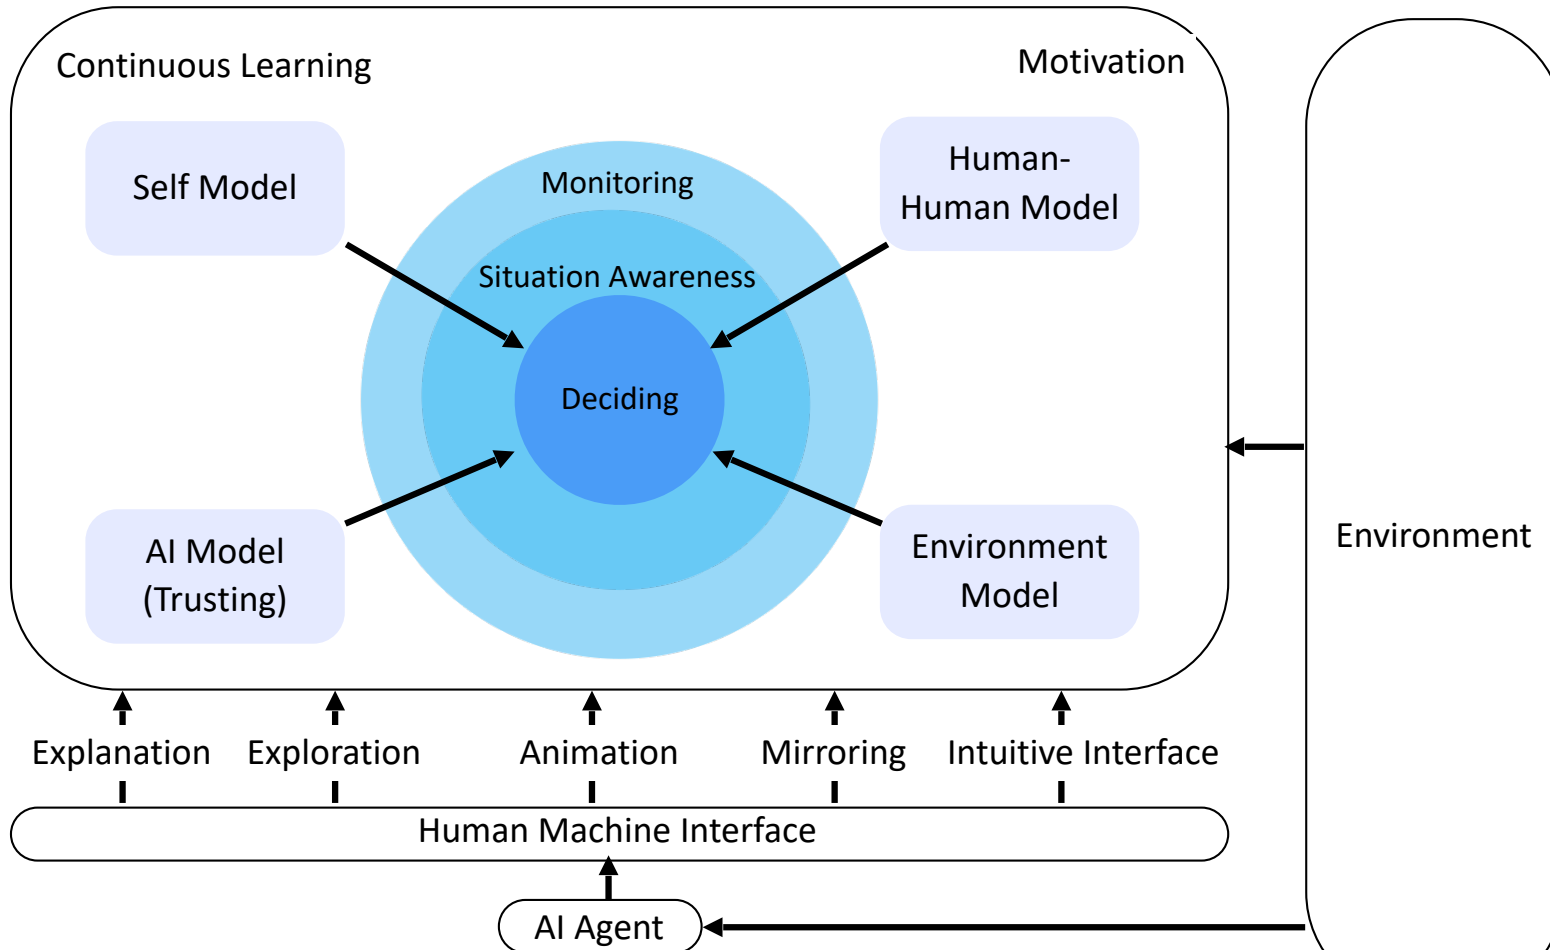 Continuous Learning
Motivation
Self Model
Monitoring
Human-
Human Model
Situation Awareness
Deciding
AI Model
(Trusting)
Environment
Model
Environment
Explanation
Exploration
Animation
Mirroring
Intuitive Interface
Human Machine Interface
AI Agent